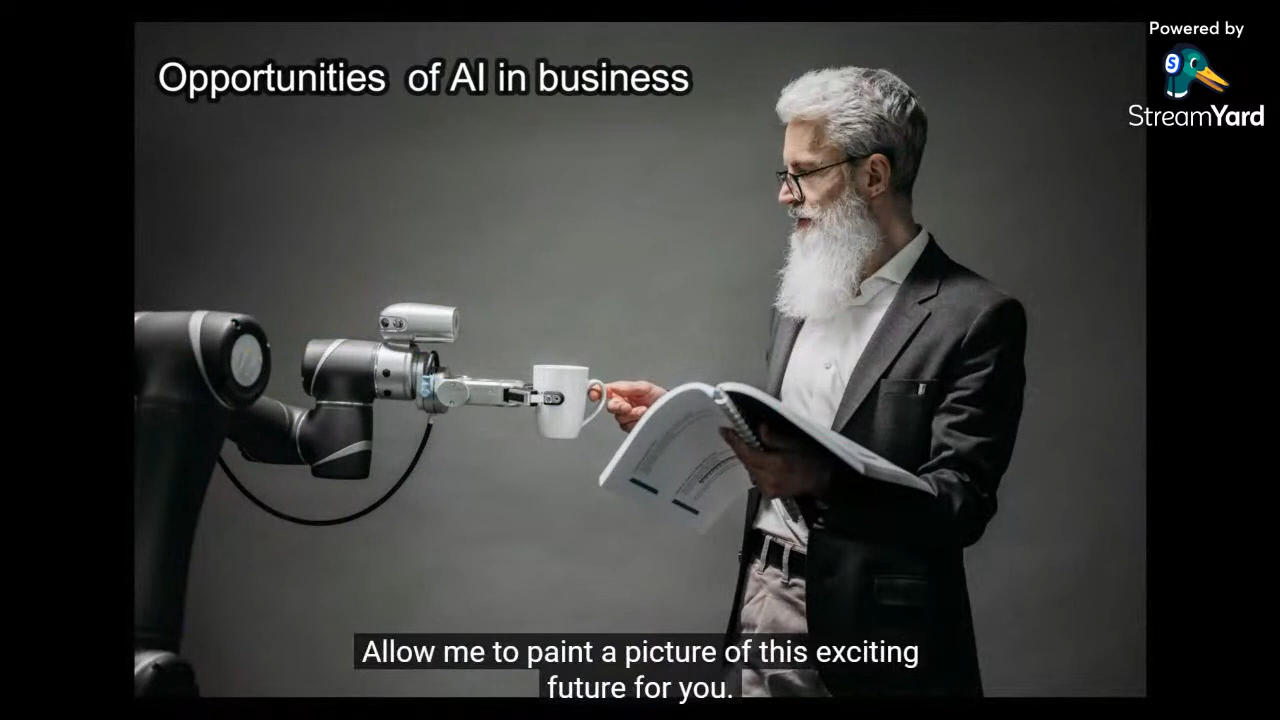 Opportunities of AI in business
Powered by
StreamYard
Allow me to paint a picture of this exciting
future for you.